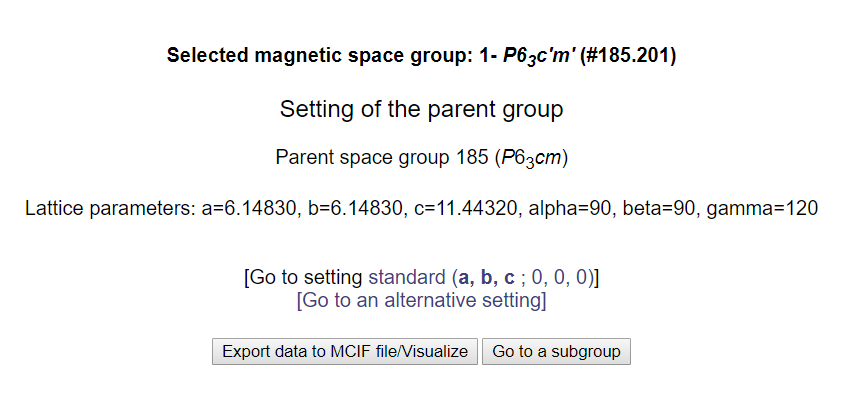 Selected magnetic space group: 1- P63c'm' (#185.201)
Setting of the parent group
Parent space group 185 (P63cm)
Lattice parameters: a=6.14830, b=6.14830, c=11.44320, alpha=90, beta=90, gamma=120
[Go to setting standard (a, b, c ; 0, 0, 0)]
[Go to an alternative setting]
Export data to MCIF file/Visualize Go to a subgroup